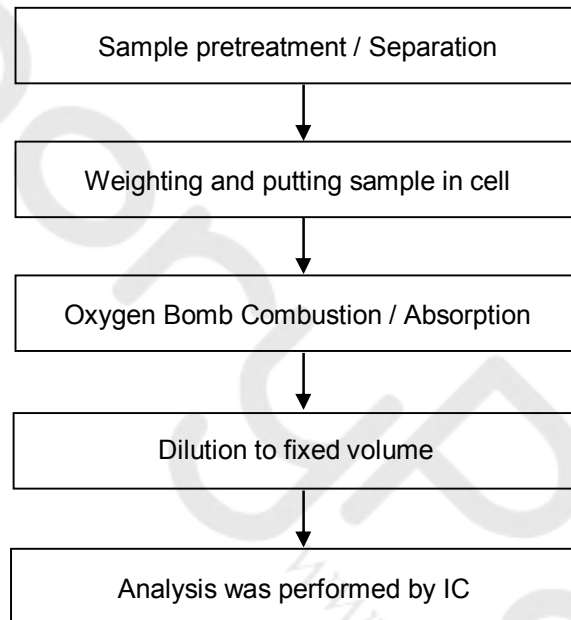 Sample pretreatment / Separation
Weighting and putting sample in cell
Oxygen Bomb Combustion / Absorption
Dilution to fixed volume
Analysis was performed by IC